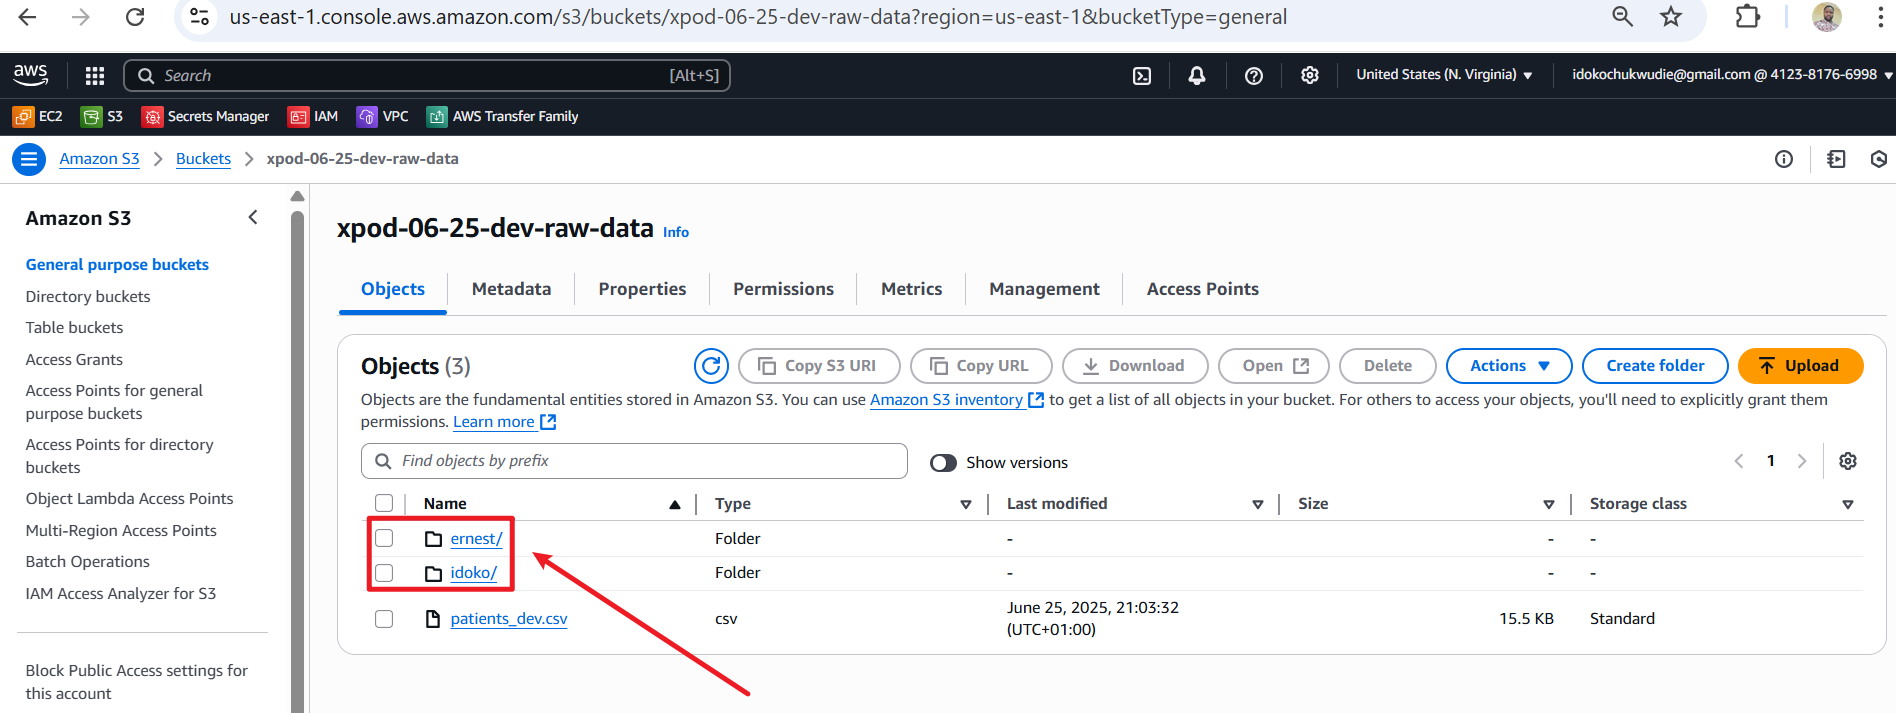 us-east-1.console.aws.amazon.com/s3/buckets/xpod-06-25-dev-raw-data?region=us-east-1&bucketType=general
aws
Search
[Alt+S]
United States (N. Virginia)
idokochukwudie@gmail.com @ 4123-8176-6998
EC2
S3
Secrets Manager
IAM
VPC
AWS Transfer Family
Amazon S3
Buckets
xpod-06-25-dev-raw-data
Amazon S3
General purpose buckets
Directory buckets
Table buckets
Access Grants
Access Points for general
purpose buckets
Access Points for directory
buckets
Object Lambda Access Points
Multi-Region Access Points
Batch Operations
IAM Access Analyzer for S3
Block Public Access settings for
this account
xpod-06-25-dev-raw-data Info
Objects
Metadata
Properties
Permissions
Metrics
Management
Access Points
Objects (3)
Copy S3 URI
Copy URL
Download
Open
Delete
Actions
Create folder
Upload
Objects are the fundamental entities stored in Amazon S3. You can use Amazon S3 inventory to get a list of all objects in your bucket. For others to access your objects, you'll need to explicitly grant them
permissions. Learn more
Find objects by prefix
Show versions
1
Name Type Last modified Size Storage class
ernest/ Folder - - -
idoko/ Folder - - -
patients_dev.csv csv June 25, 2025, 21:03:32 15.5 KB Standard
(UTC+01:00)